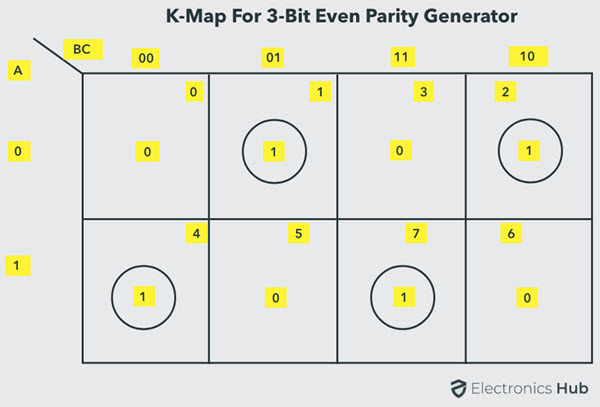 K-Map For 3-Bit Even Parity Generator
BC
00 01 11 10
A
0 1 3 2
0 0 1 0 1
4 5 7 6
1
1 0 1 0
Electronics Hub